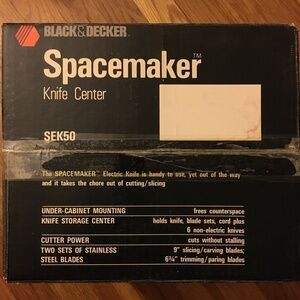 BLACK&DECKER®
Spacemaker™
Knife Center
SEK50
The SPACEMAKER™ Electric Knife is handy to use, yet out of the way
and it takes the chore out of cutting/slicing
UNDER-CABINET MOUNTING frees counterspace
KNIFE STORAGE CENTER holds knife, blade sets, cord plus
6 non-electric knives
CUTTER POWER cuts without stalling
TWO SETS OF STAINLESS 9" slicing/carving blades;
STEEL BLADES 6¾" trimming/paring blades